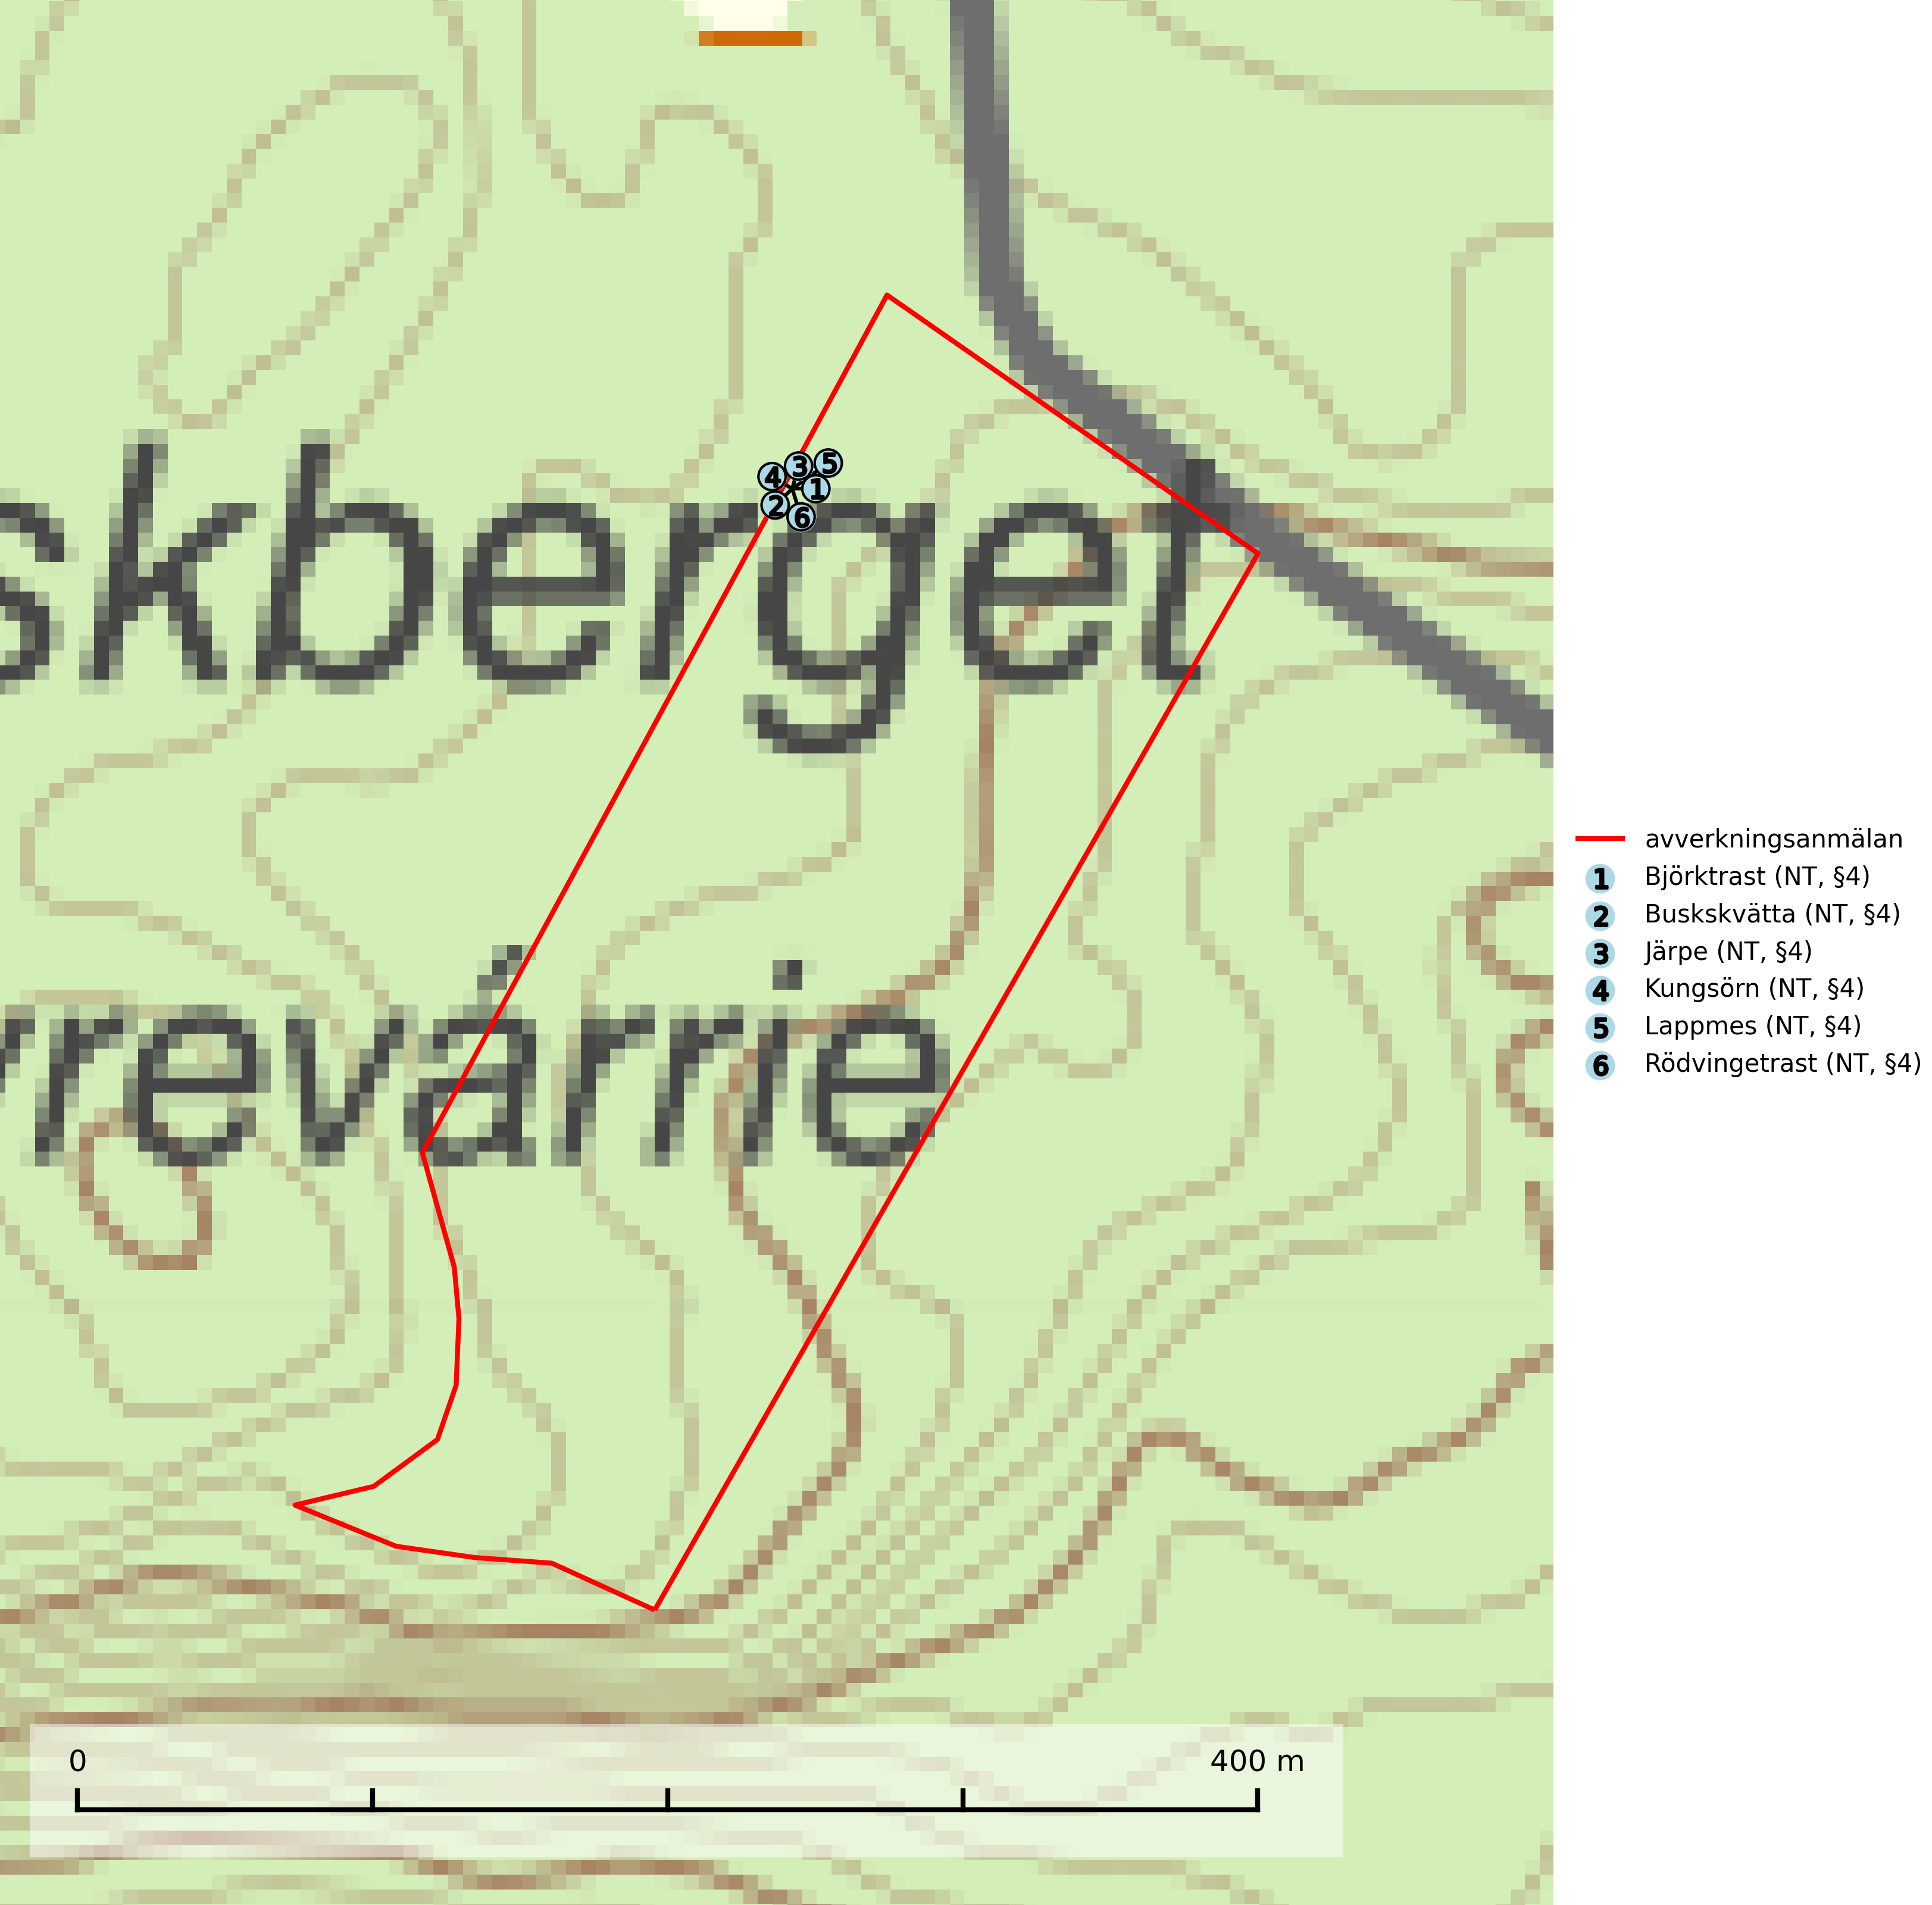 skberget
revárrie
0 400 m
avverkningsanmälan
1 Björktrast (NT, §4)
2 Buskskvätta (NT, §4)
3 Järpe (NT, §4)
4 Kungsörn (NT, §4)
5 Lappmes (NT, §4)
6 Rödvingetrast (NT, §4)
4 3 5
1
2
6